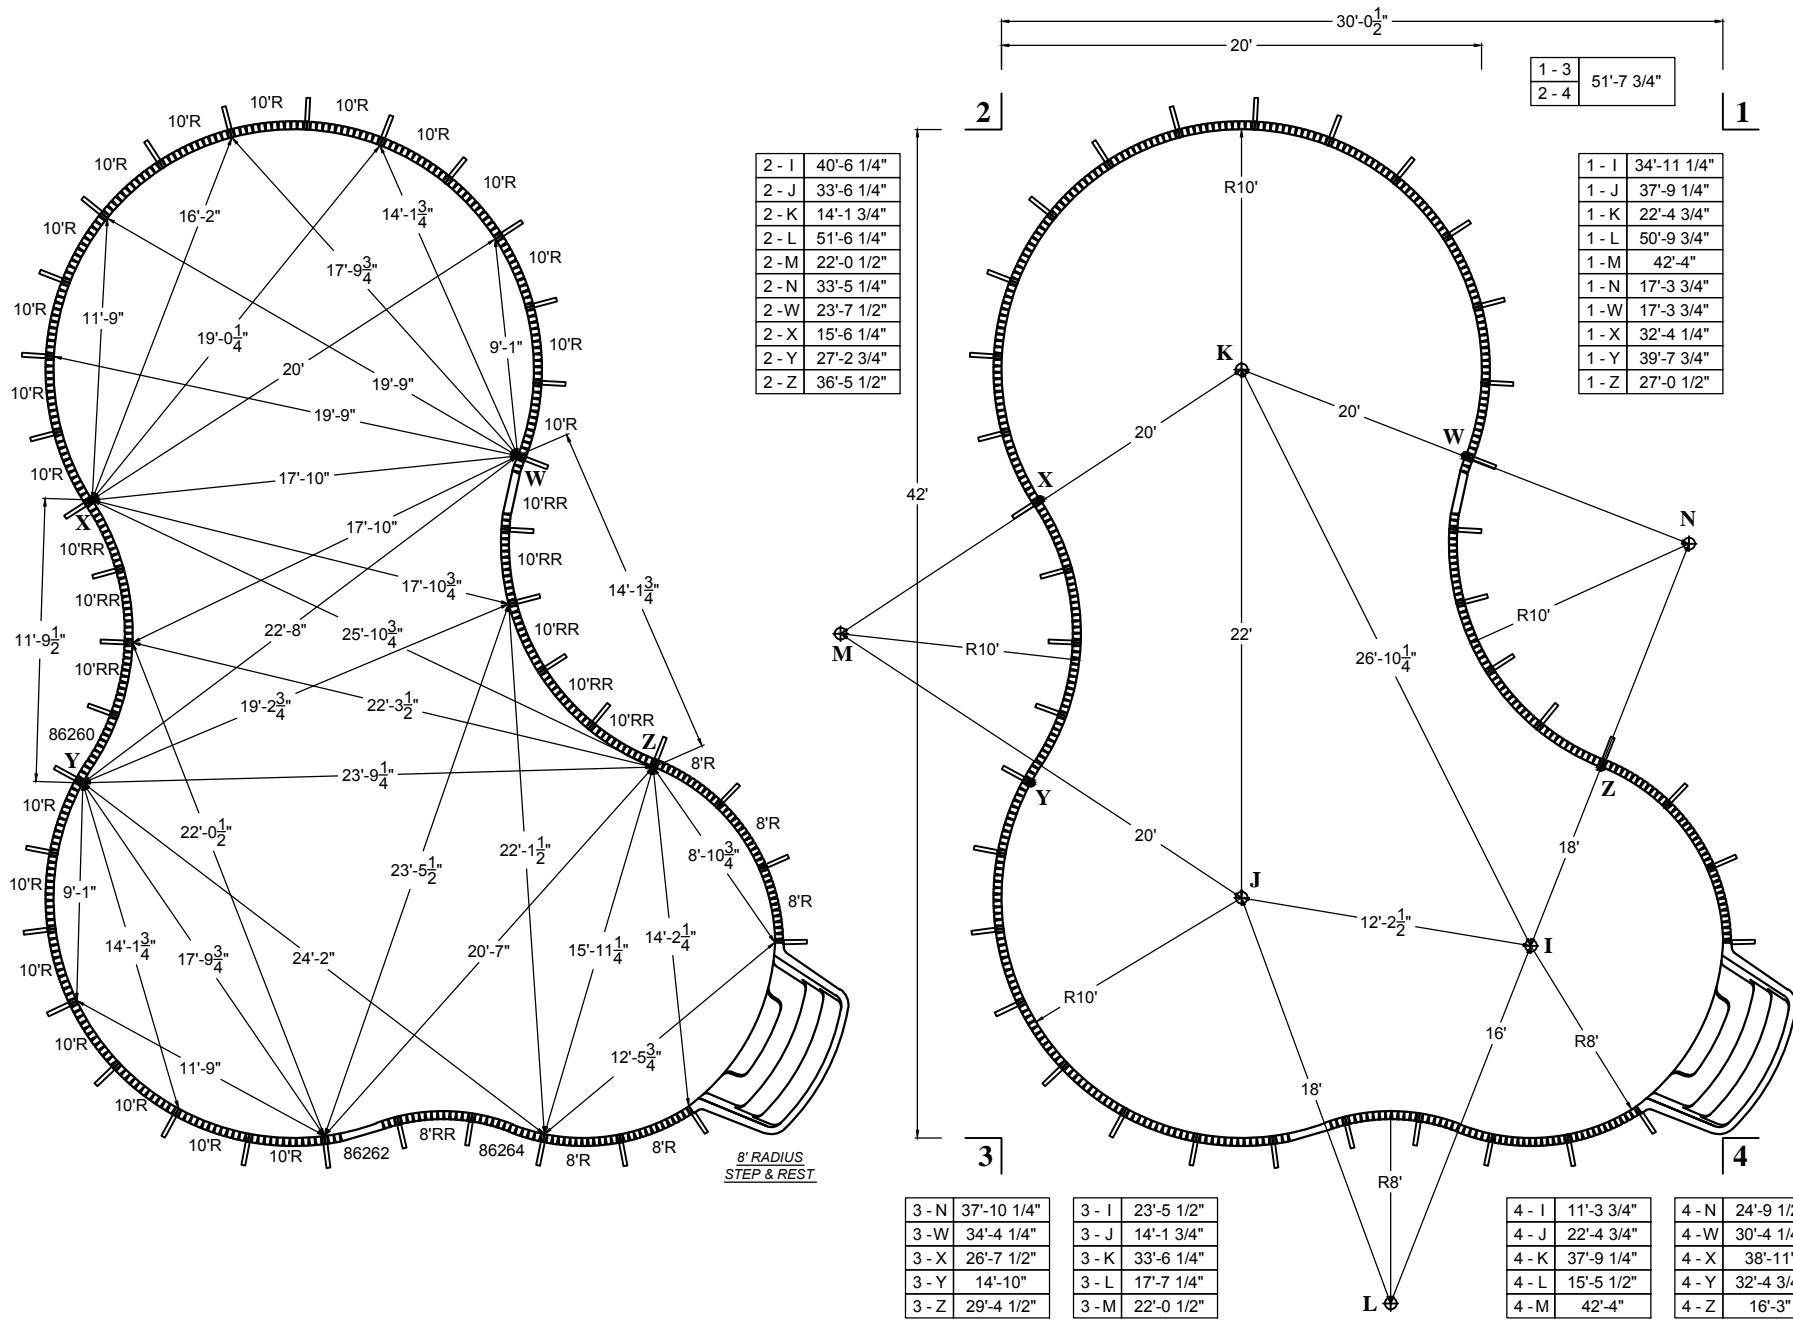 30'-0 1/2"
20'
1 - 3 51'-7 3/4"
2 - 4
2
1
2 - I 40'-6 1/4"
2 - J 33'-6 1/4"
2 - K 14'-1 3/4"
2 - L 51'-6 1/4"
2 - M 22'-0 1/2"
2 - N 33'-5 1/4"
2 - W 23'-7 1/2"
2 - X 15'-6 1/4"
2 - Y 27'-2 3/4"
2 - Z 36'-5 1/2"
1 - I 34'-11 1/4"
1 - J 37'-9 1/4"
1 - K 22'-4 3/4"
1 - L 50'-9 3/4"
1 - M 42'-4"
1 - N 17'-3 3/4"
1 - W 17'-3 3/4"
1 - X 32'-4 1/4"
1 - Y 39'-7 3/4"
1 - Z 27'-0 1/2"
10'R
10'R
10'R
10'R
10'R
10'R
10'R
10'R
10'R
10'R
10'R
10'R
10'R
16'-2"
14'-1 3/4"
17'-9 3/4"
11'-9"
19'-0 1/4"
20'
9'-1"
19'-9"
19'-9"
17'-10"
W
X
10'RR
10'RR
17'-10"
10'RR
10'RR
17'-10 3/4"
14'-1 3/4"
11'-9 1/2"
22'-8"
25'-10 3/4"
10'RR
10'RR
10'RR
10'RR
19'-2 3/4"
22'-3 1/2"
86260
Y
Z
23'-9 1/4"
8'R
10'R
22'-0 1/2"
22'-1 1/2"
8'R
8'-10 3/4"
23'-5 1/2"
10'R
9'-1"
8'R
14'-1 3/4"
17'-9 3/4"
24'-2"
20'-7"
15'-11 1/4"
14'-2 1/4"
10'R
10'R
11'-9"
12'-5 3/4"
10'R
10'R
10'R
86262
8'RR
86264
8'R
8'R
8' RADIUS
STEP & REST
42'
R10'
K
20'
20'
W
X
N
M
R10'
22'
26'-10 1/4"
R10'
Y
Z
20'
18'
J
12'-2 1/2"
I
R10'
16'
R8'
18'
R8'
L
3
4
3 - N 37'-10 1/4"
3 - W 34'-4 1/4"
3 - X 26'-7 1/2"
3 - Y 14'-10"
3 - Z 29'-4 1/2"
3 - I 23'-5 1/2"
3 - J 14'-1 3/4"
3 - K 33'-6 1/4"
3 - L 17'-7 1/4"
3 - M 22'-0 1/2"
4 - I 11'-3 3/4"
4 - J 22'-4 3/4"
4 - K 37'-9 1/4"
4 - L 15'-5 1/2"
4 - M 42'-4"
4 - N 24'-9
4 - W 30'-4
4 - X 38'-11'
4 - Y 32'-4
4 - Z 16'-3"